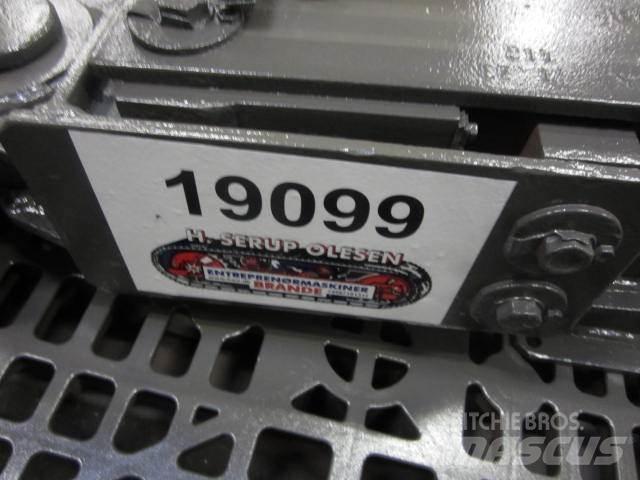 19099
H. SERUP OLESEN
ENTREPRENØRMASKINER
BRANDE
RITCHIE BROS.
MASCUS